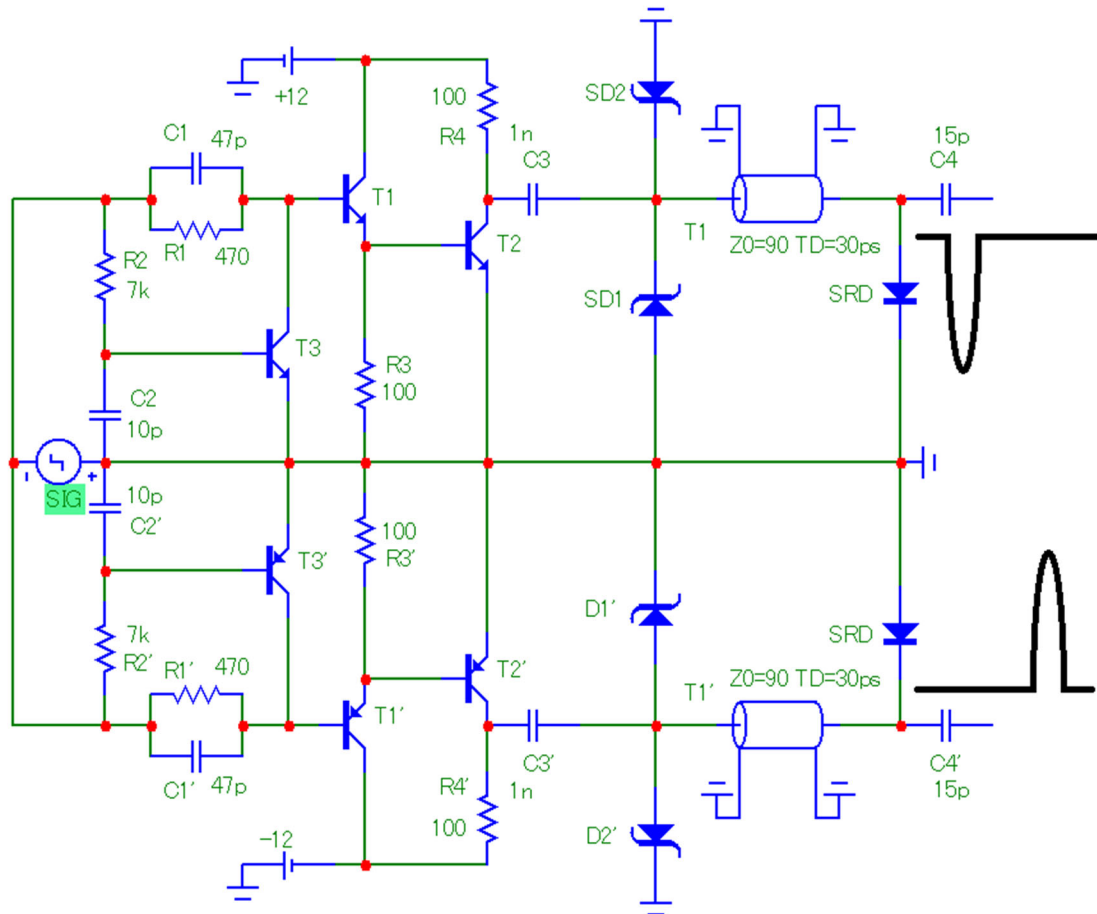 +12
100
R4
1n
C3
SD2
15p
C4
C1
47p
R1
470
T1
T2
T1
Z0=90 TD=30ps
R2
7k
SD1
SRD
T3
R3
100
C2
10p
-
+
SIG
10p
C2'
100
R3'
T3'
D1'
SRD
7k
R2'
R1'
470
T2'
T1'
Z0=90 TD=30ps
T1'
C1'
47p
C3'
1n
C4'
15p
R4'
100
-12
D2'